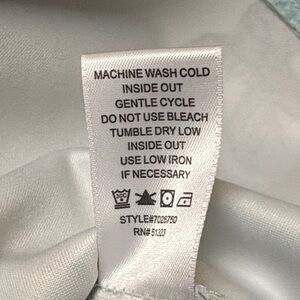 MACHINE WASH COLD
INSIDE OUT
GENTLE CYCLE
DO NOT USE BLEACH
TUMBLE DRY LOW
INSIDE OUT
USE LOW IRON
IF NECESSARY
STYLE#7026750
RN# 51323